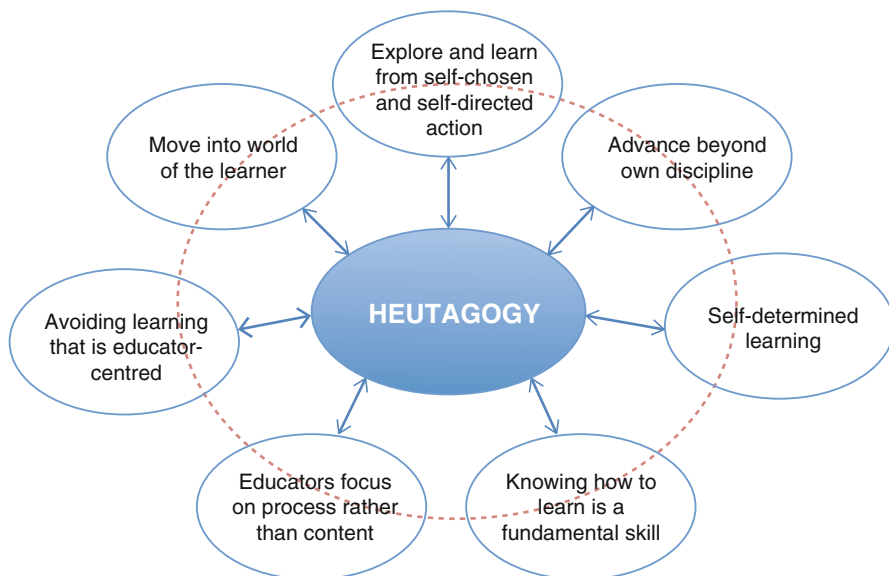 Explore and learn
from self-chosen
and self-directed
action
Move into world
of the learner
Advance beyond
own discipline
HEUTAGOGY
Avoiding learning
that is educator-
centred
Self-determined
learning
Educators focus
on process rather
than content
Knowing how to
learn is a
fundamental skill